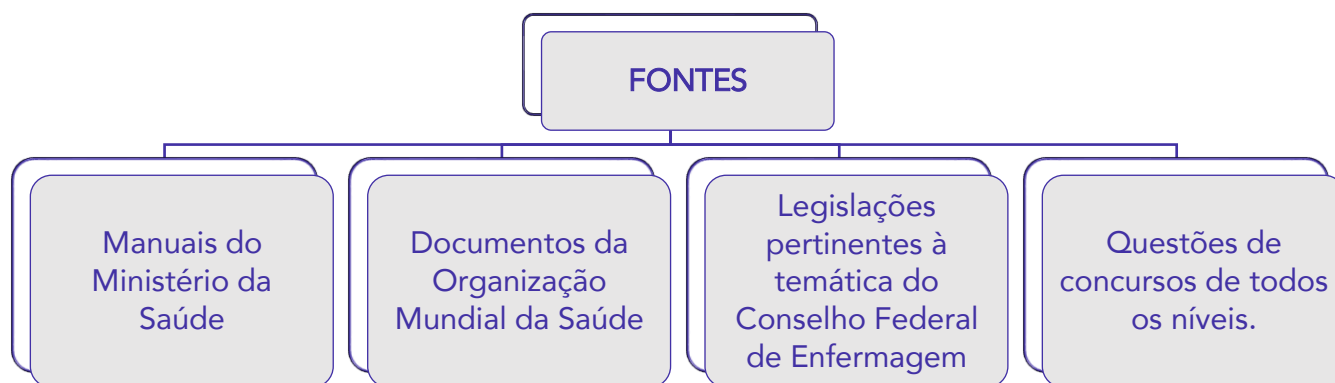 FONTES
Manuais do
Ministério da
Saúde
Documentos da
Organização
Mundial da Saúde
Legislações
pertinentes à
temática do
Conselho Federal
de Enfermagem
Questões de
concursos de todos
os níveis.